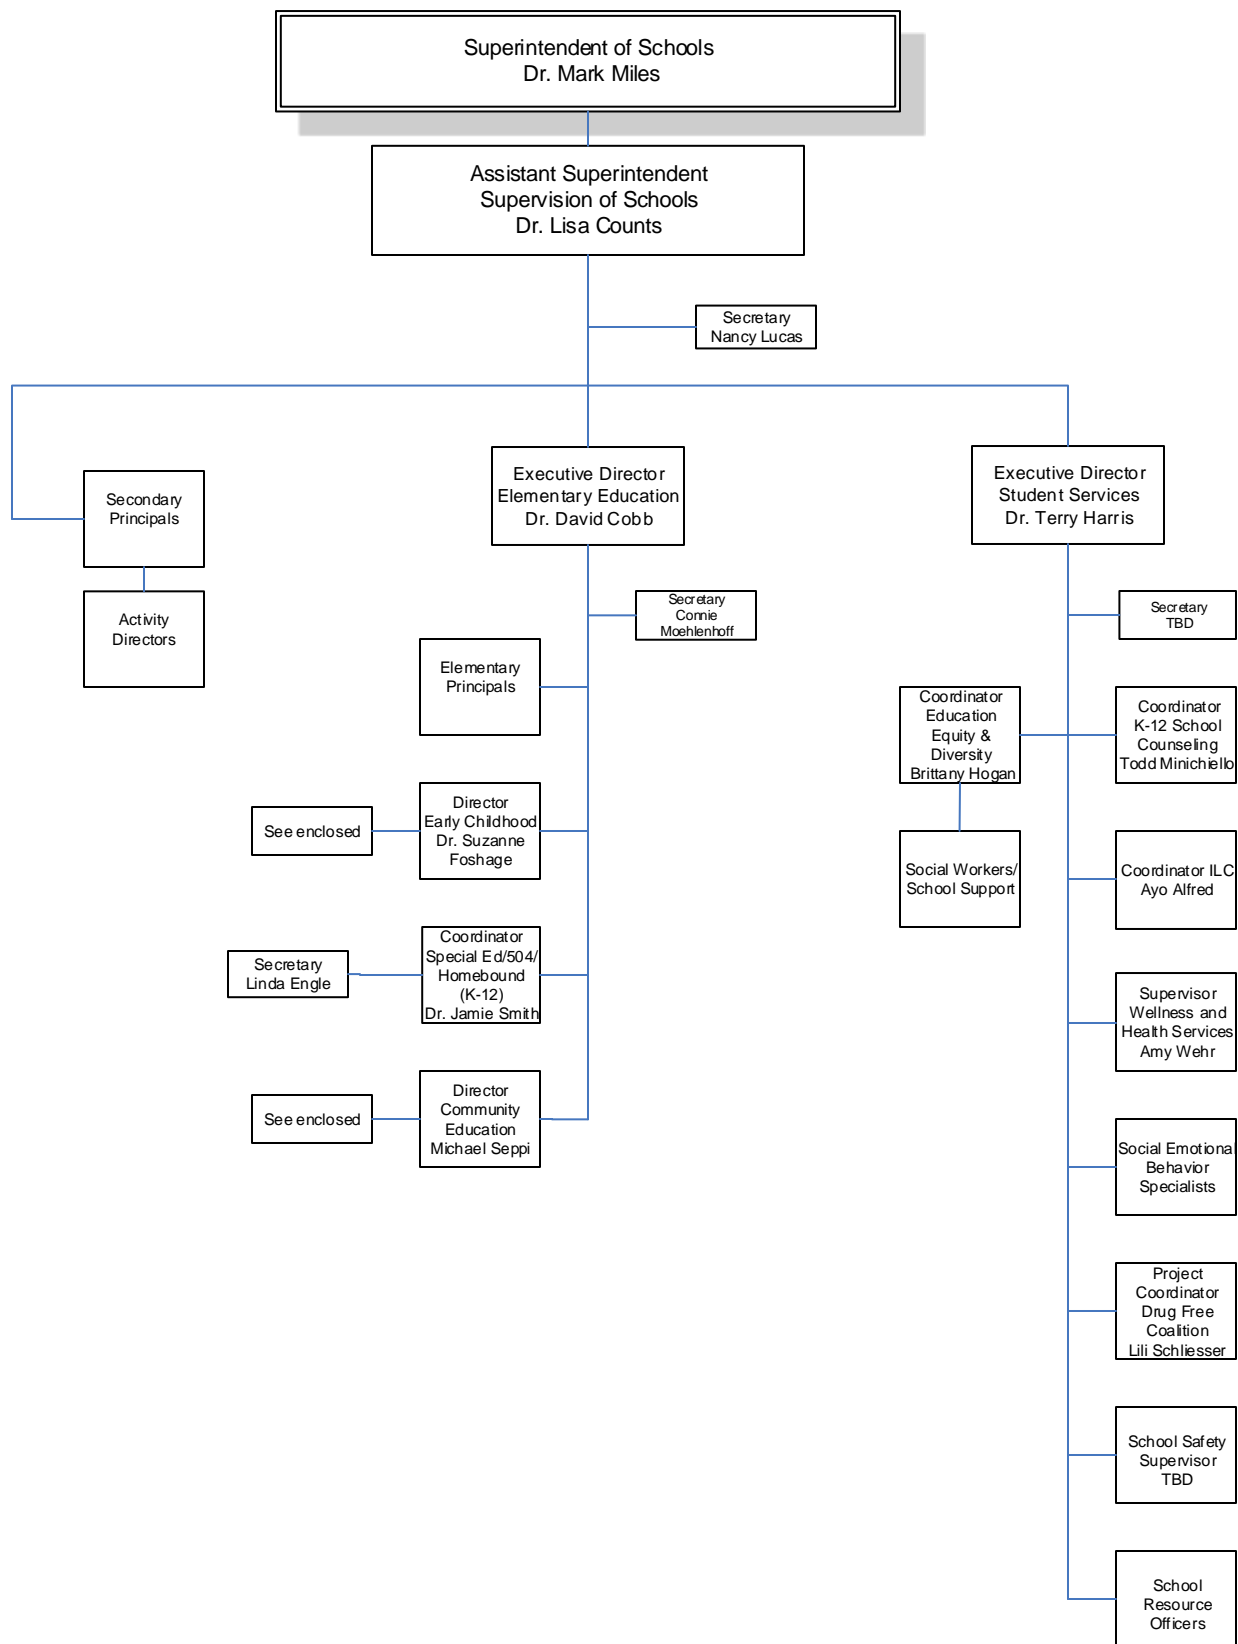 Superintendent of Schools
Dr. Mark Miles
Assistant Superintendent
Supervision of Schools
Dr. Lisa Counts
Secretary
Nancy Lucas
Secondary
Principals
Activity
Directors
Executive Director
Elementary Education
Dr. David Cobb
Secretary
Connie
Moehlenhoff
Elementary
Principals
See enclosed
Director
Early Childhood
Dr. Suzanne
Foshage
Secretary
Linda Engle
Coordinator
Special Ed/504/
Homebound
(K-12)
Dr. Jamie Smith
See enclosed
Director
Community
Education
Michael Seppi
Executive Director
Student Services
Dr. Terry Harris
Secretary
TBD
Coordinator
Education
Equity &
Diversity
Brittany Hogan
Social Workers/
School Support
Coordinator
K-12 School
Counseling
Todd Minichiello
Coordinator ILC
Ayo Alfred
Supervisor
Wellness and
Health Services
Amy Wehr
Social Emotional
Behavior
Specialists
Project
Coordinator
Drug Free
Coalition
Lili Schliesser
School Safety
Supervisor
TBD
School
Resource
Officers